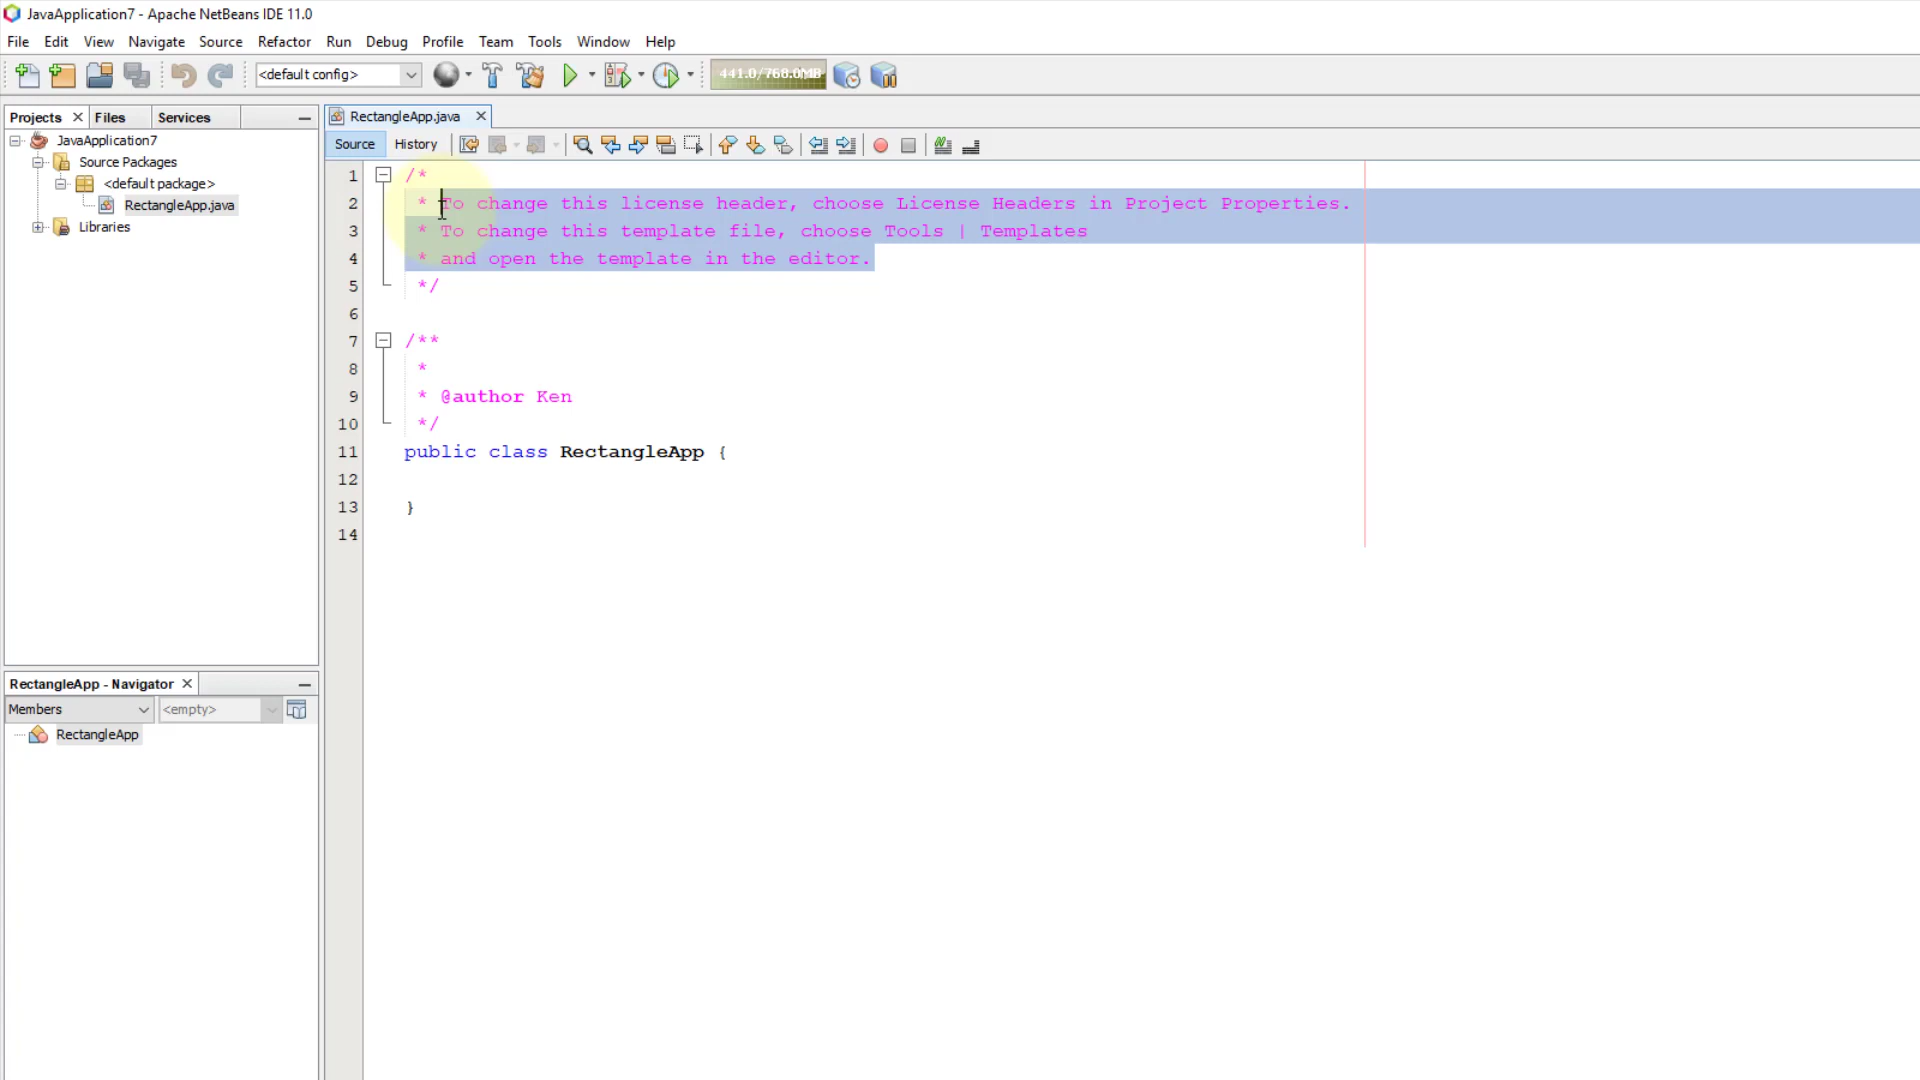 JavaApplication7 - Apache NetBeans IDE 11.0
File Edit View Navigate Source Refactor Run Debug Profile Team Tools Window Help
<default config> 441.0/768.0MB
Projects Files Services
RectangleApp.java
Source History
JavaApplication7
Source Packages
<default package>
RectangleApp.java
Libraries
1 /*
2 * To change this license header, choose License Headers in Project Properties.
3 * To change this template file, choose Tools | Templates
4 * and open the template in the editor.
5 */
6
7 /**
8 *
9 * @author Ken
10 */
11 public class RectangleApp {
12
13 }
14
RectangleApp - Navigator
Members <empty>
RectangleApp